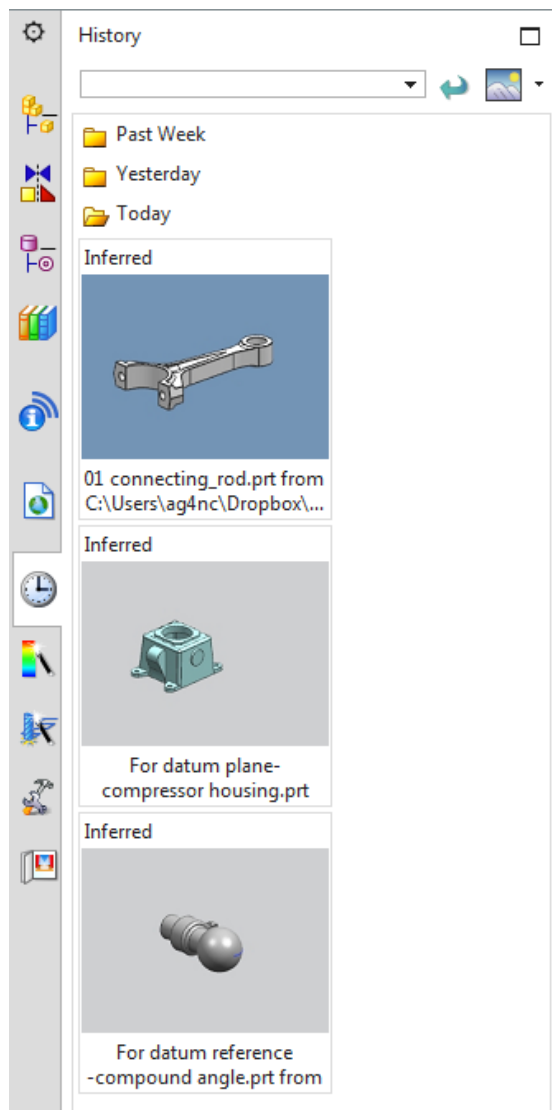 History
Past Week
Yesterday
Today
Inferred
01 connecting_rod.prt from
C:\Users\ag4nc\Dropbox\...
Inferred
For datum plane-
compressor housing.prt
Inferred
For datum reference
-compound angle.prt from